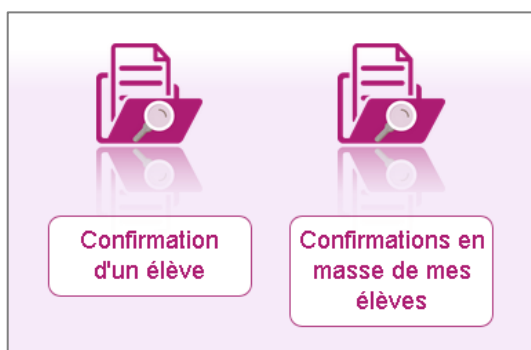 Confirmation
d'un élève
Confirmations en
masse de mes
élèves